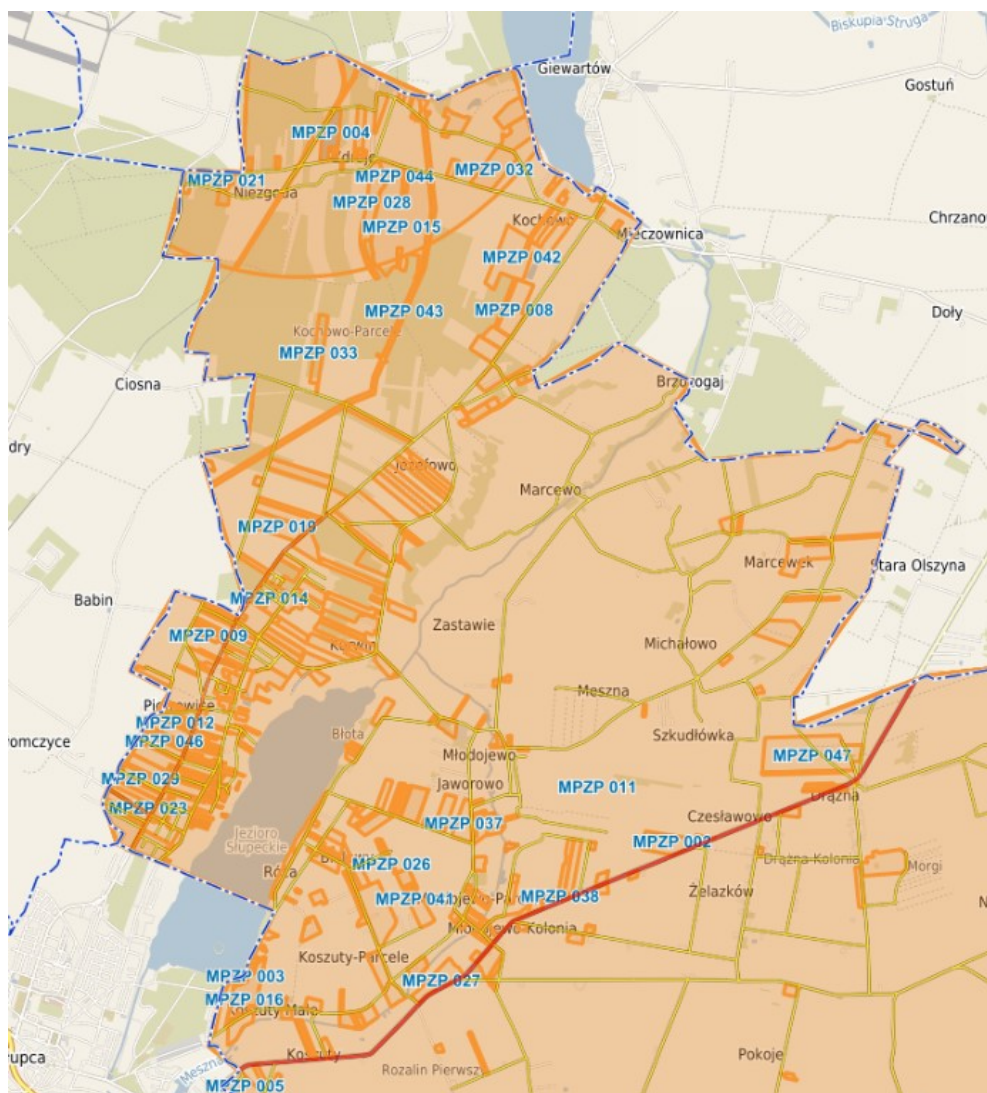 Biskupia-Struga
Giewartów
Gostuń
MPZP 004
MPZP 044
MPZP 032
MPZP 021
Niezgoda
MPZP 028
MPZP 015
Kochowo
Chrzano
Mieczownica
MPZP 042
MPZP 043
MPZP 008
Doły
Kochowo-Parcele
MPZP 033
Ciosna
dry
Józefowo
Marcewo
MPZP 019
Marcewek
Stara Olszyna
Babin
MPZP 014
MPZP 009
Zastawie
Michałowo
Męszna
MPZP 012
Błota
Szkudłówka
omczyce
MPZP 046
Młodojewo
MPZP 047
MPZP 029
Jaworowo
MPZP 011
Drążna
MPZP 023
Czesławowo
MPZP 037
Jezioro
Słupeckie
MPZP 002
Drążna-Kolonia
MPZP 026
Morgi
Róża
Żelazków
MPZP 041
MPZP 038
N
Młodojewo Kolonia
Koszuty-Parcele
MPZP 003
MPZP 027
MPZP 016
Koszuty Małe
Koszuty
upca
Meszna
Pokoje
Rozalin Pierwszy
MPZP 005